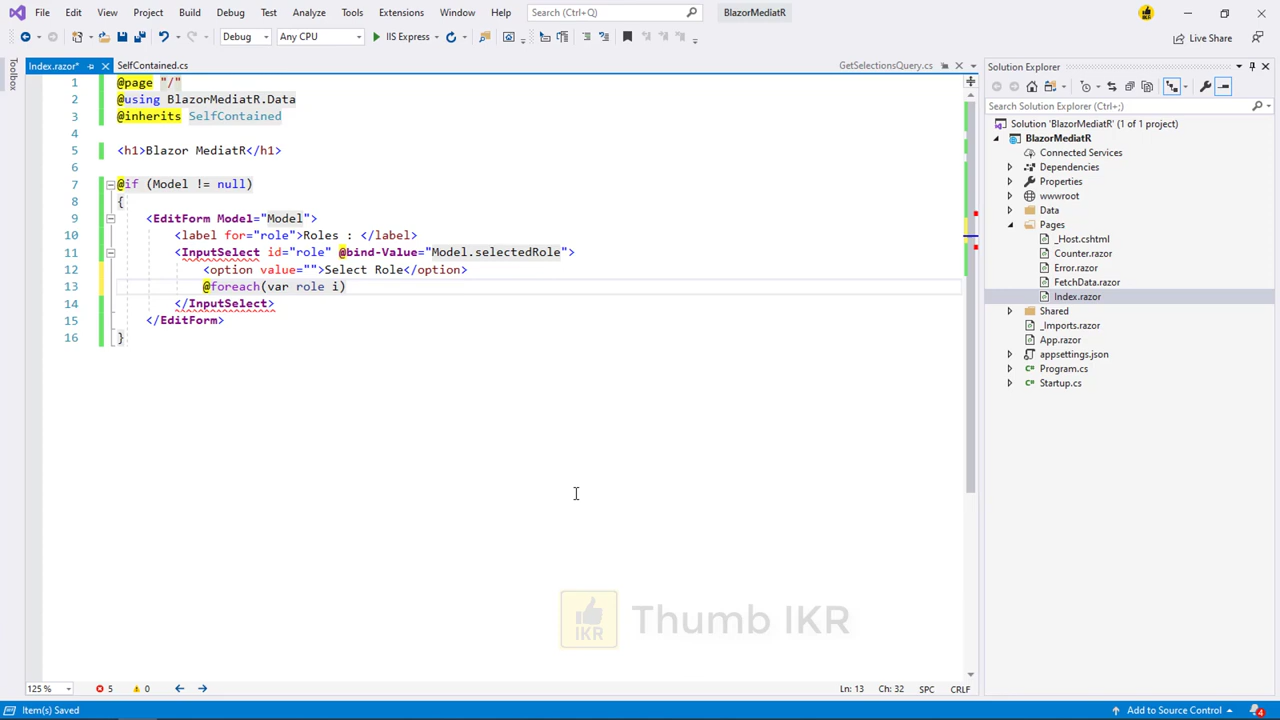 File Edit View Project Build Debug Test Analyze Tools Extensions Window Help Search (Ctrl+Q) BlazorMediatR
Debug Any CPU IIS Express Live Share
Toolbox
Index.razor* SelfContained.cs GetSelectionsQuery.cs
1 @page "/"
2 @using BlazorMediatR.Data
3 @inherits SelfContained
4
5 <h1>Blazor MediatR</h1>
6
7 @if (Model != null)
8 {
9 <EditForm Model="Model">
10 <label for="role">Roles : </label>
11 <InputSelect id="role" @bind-Value="Model.selectedRole">
12 <option value="">Select Role</option>
13 @foreach(var role i)
14 </InputSelect>
15 </EditForm>
16 }
IKR Thumb IKR
125 % 5 0 Ln: 13 Ch: 32 SPC CRLF
Solution Explorer
Search Solution Explorer (Ctrl+;)
Solution 'BlazorMediatR' (1 of 1 project)
BlazorMediatR
Connected Services
Dependencies
Properties
wwwroot
Data
Pages
_Host.cshtml
Counter.razor
Error.razor
FetchData.razor
Index.razor
Shared
_Imports.razor
App.razor
appsettings.json
C# Program.cs
C# Startup.cs
Item(s) Saved Add to Source Control 4